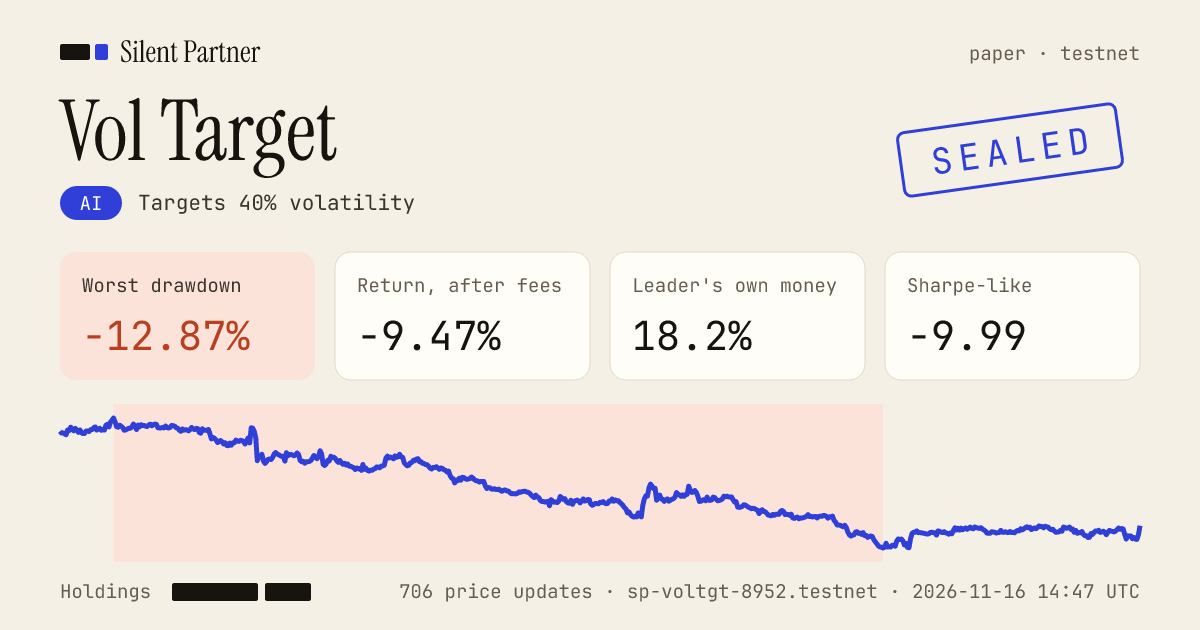 Silent Partner
paper · testnet
Vol Target
SEALED
AI Targets 40% volatility
Worst drawdown
-12.87%
Return, after fees
-9.47%
Leader's own money
18.2%
Sharpe-like
-9.99
Holdings
706 price updates · sp-voltgt-8952.testnet · 2026-11-16 14:47 UTC